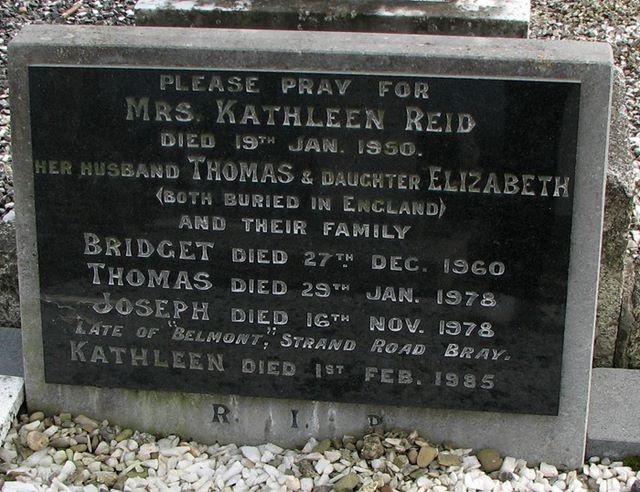 PLEASE PRAY FOR
MRS. KATHLEEN REID
DIED 19TH JAN. 1950.
HER HUSBAND THOMAS & DAUGHTER ELIZABETH
(BOTH BURIED IN ENGLAND)
AND THEIR FAMILY
BRIDGET DIED 27TH DEC. 1960
THOMAS DIED 29TH JAN. 1978
JOSEPH DIED 16TH NOV. 1978
LATE OF "BELMONT", STRAND ROAD BRAY.
KATHLEEN DIED 1ST FEB. 1985
R. I. P